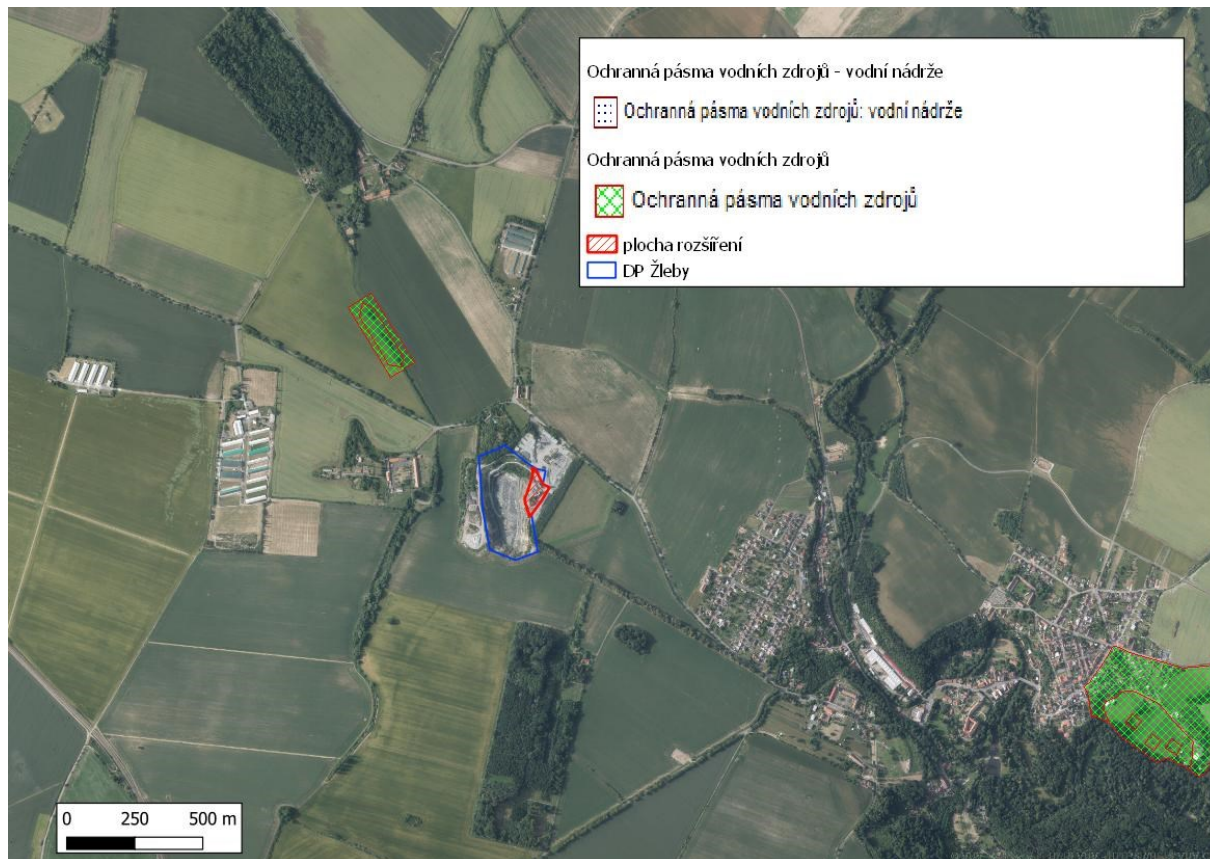 Ochranná pásma vodních zdrojů - vodní nádrže
Ochranná pásma vodních zdrojů: vodní nádrže
Ochranná pásma vodních zdrojů
Ochranná pásma vodních zdrojů
plocha rozšíření
DP Žleby
0 250 500 m